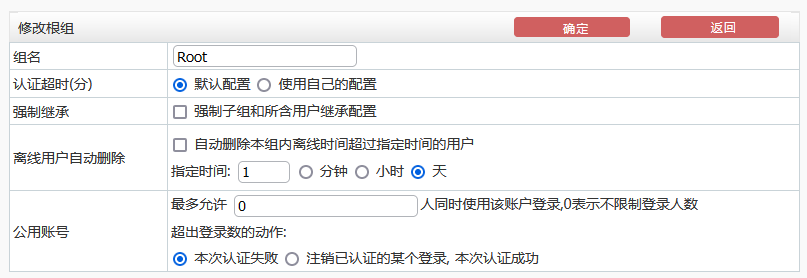 修改根组 确定 返回
组名 Root
认证超时(分) 默认配置 使用自己的配置
强制继承 强制子组和所含用户继承配置
自动删除本组内离线时间超过指定时间的用户
离线用户自动删除
指定时间: 1 分钟 小时 天
最多允许 0 人同时使用该账户登录,0表示不限制登录人数
公用账号 超出登录数的动作:
本次认证失败 注销已认证的某个登录, 本次认证成功